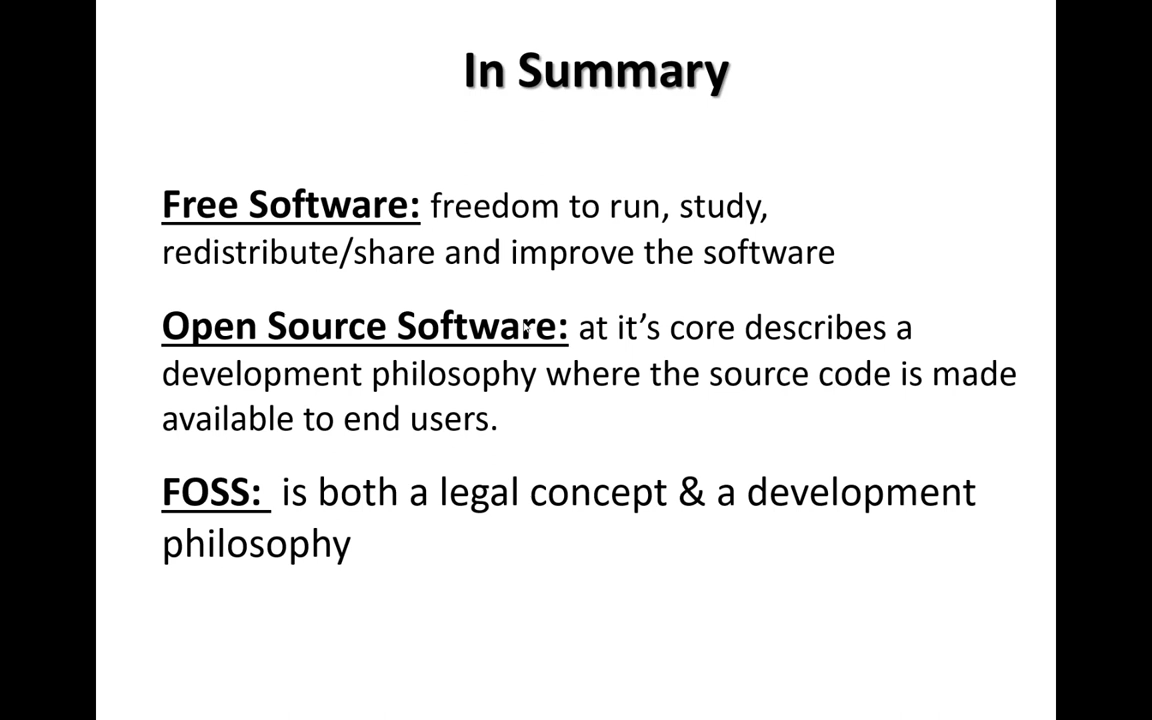 In Summary
Free Software: freedom to run, study,
redistribute/share and improve the software
Open Source Software: at it’s core describes a
development philosophy where the source code is made
available to end users.
FOSS:  is both a legal concept & a development
philosophy